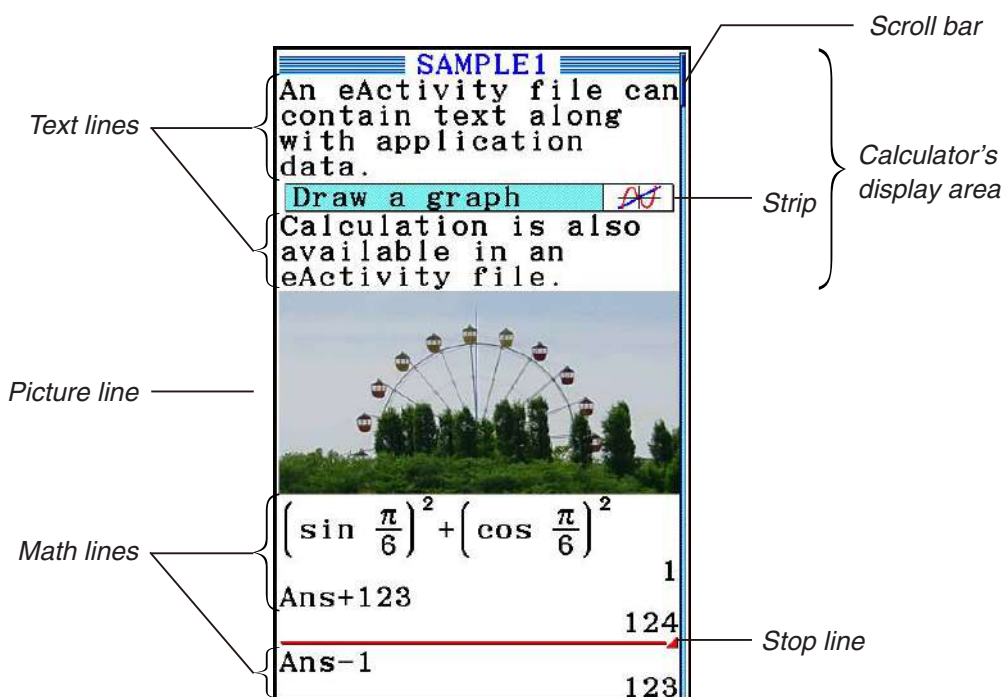 Scroll bar
SAMPLE1
An eActivity file can
contain text along
with application
data.
Text lines
Calculator's
display area
Draw a graph
Strip
Calculation is also
available in an
eActivity file.
Picture line
(sin π/6)²+(cos π/6)²
1
Math lines
Ans+123
124
Stop line
Ans−1
123